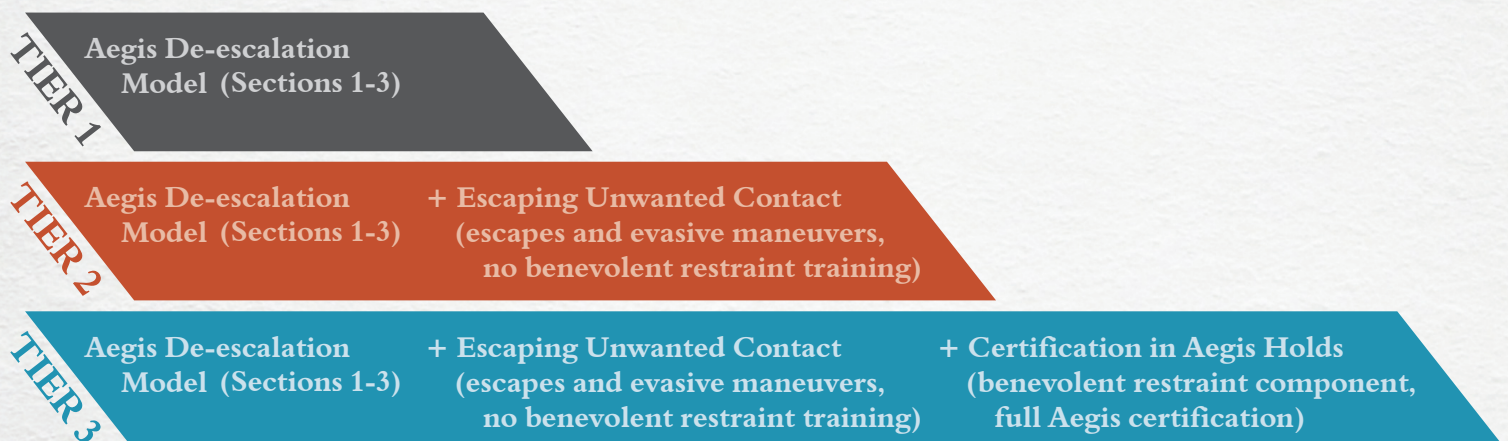 TIER 1
Aegis De-escalation
Model (Sections 1-3)
TIER 2
Aegis De-escalation
Model (Sections 1-3)
+ Escaping Unwanted Contact
(escapes and evasive maneuvers,
no benevolent restraint training)
TIER 3
Aegis De-escalation
Model (Sections 1-3)
+ Escaping Unwanted Contact
(escapes and evasive maneuvers,
no benevolent restraint training)
+ Certification in Aegis Holds
(benevolent restraint component,
full Aegis certification)